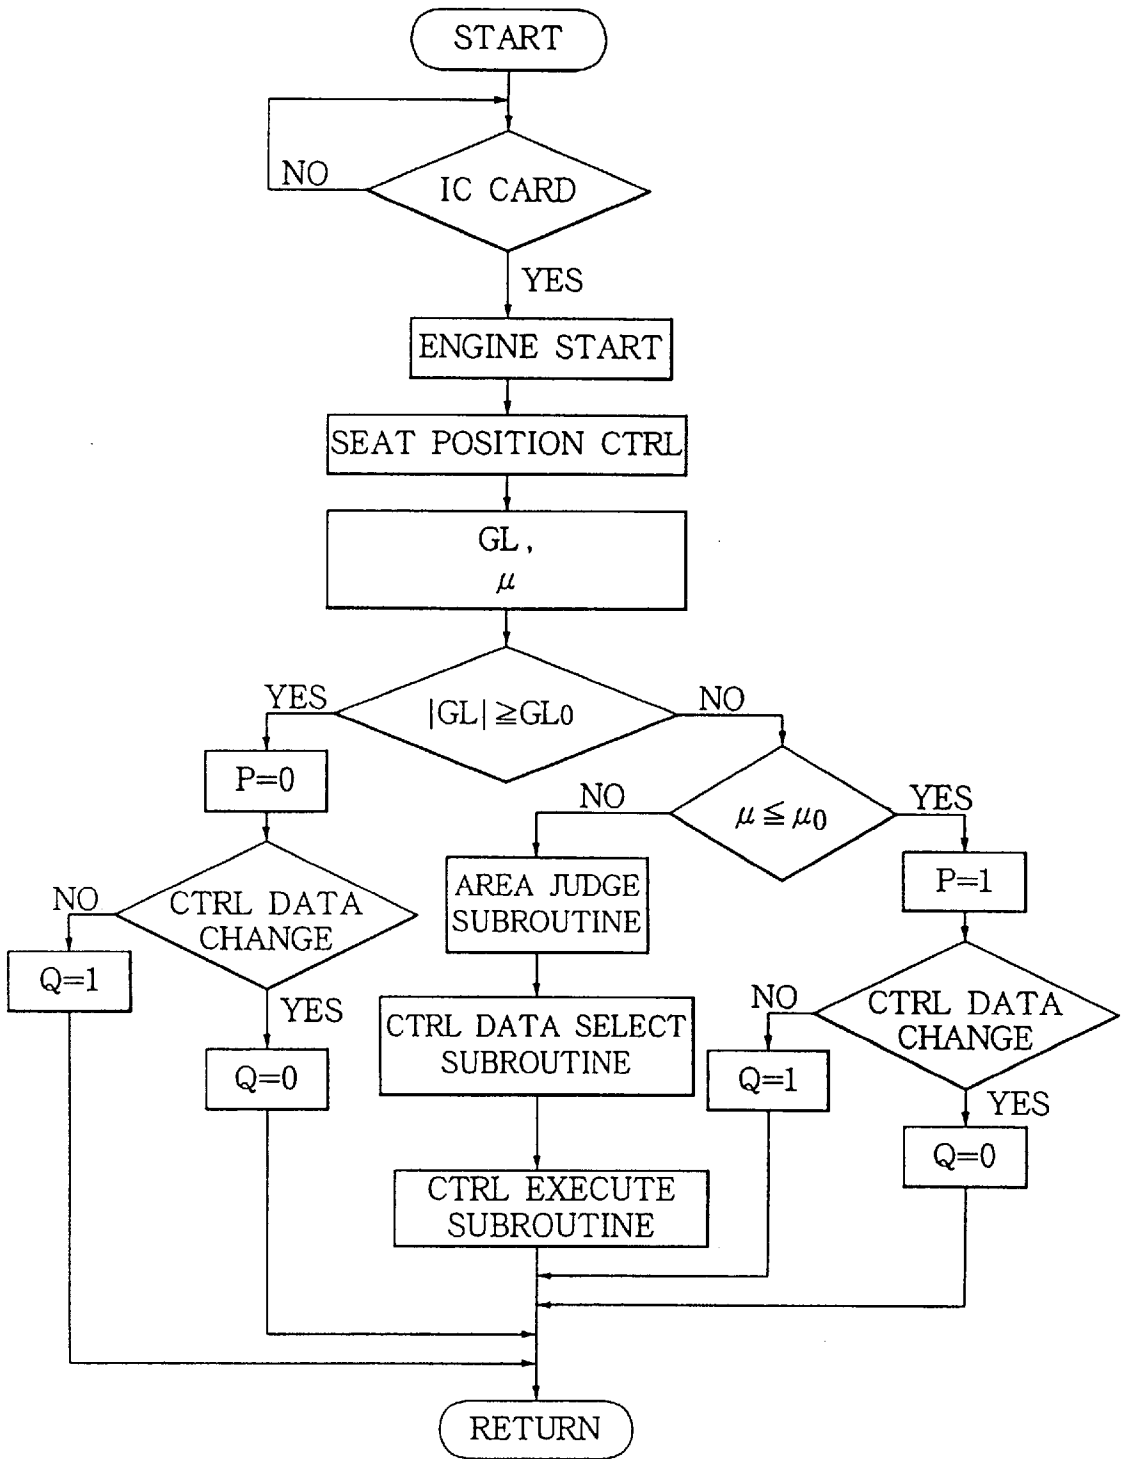 START
NO
IC CARD
YES
ENGINE START
SEAT POSITION CTRL
GL,
μ
YES
|GL|≧GL0
NO
P=0
NO
μ≦μ0
YES
NO
CTRL DATA
CHANGE
AREA JUDGE
SUBROUTINE
P=1
Q=1
YES
CTRL DATA SELECT
SUBROUTINE
NO
CTRL DATA
CHANGE
Q=0
Q=1
YES
CTRL EXECUTE
SUBROUTINE
Q=0
RETURN